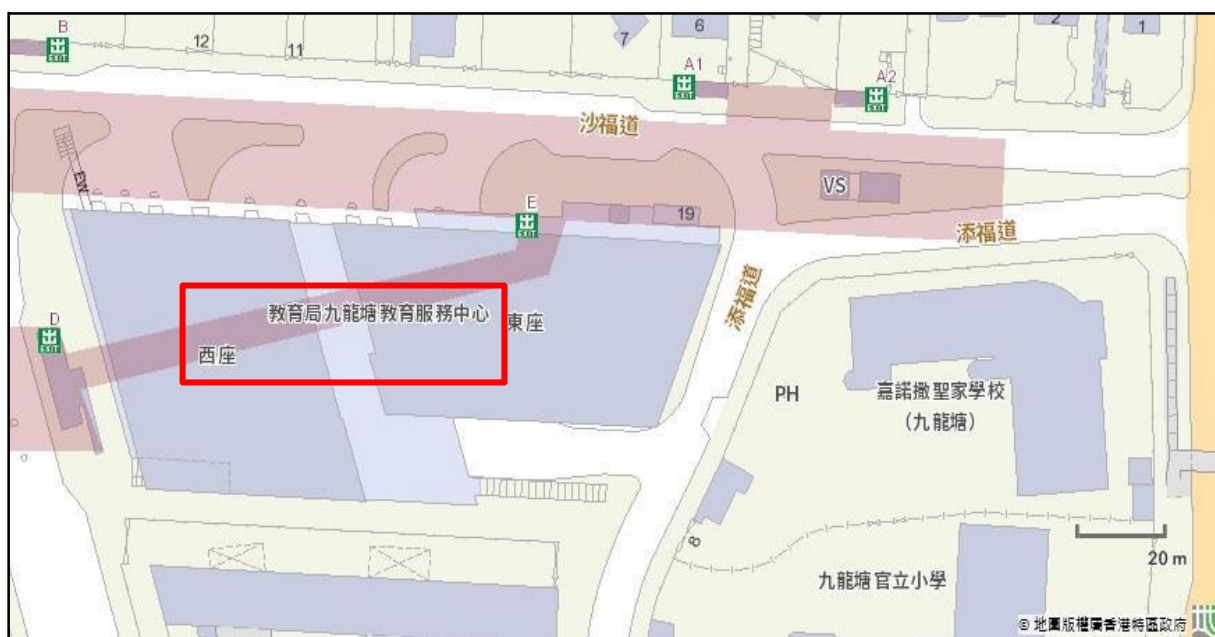 B
12
11
7
6
2
1
出
EXIT
A1
出
EXIT
A2
出
EXIT
沙福道
EW
E
出
EXIT
19
VS
添福道
添福道
D
出
EXIT
教育局九龍塘教育服務中心
東座
西座
PH
嘉諾撒聖家學校
（九龍塘）
8
20 m
九龍塘官立小學
© 地圖版權屬香港特區政府